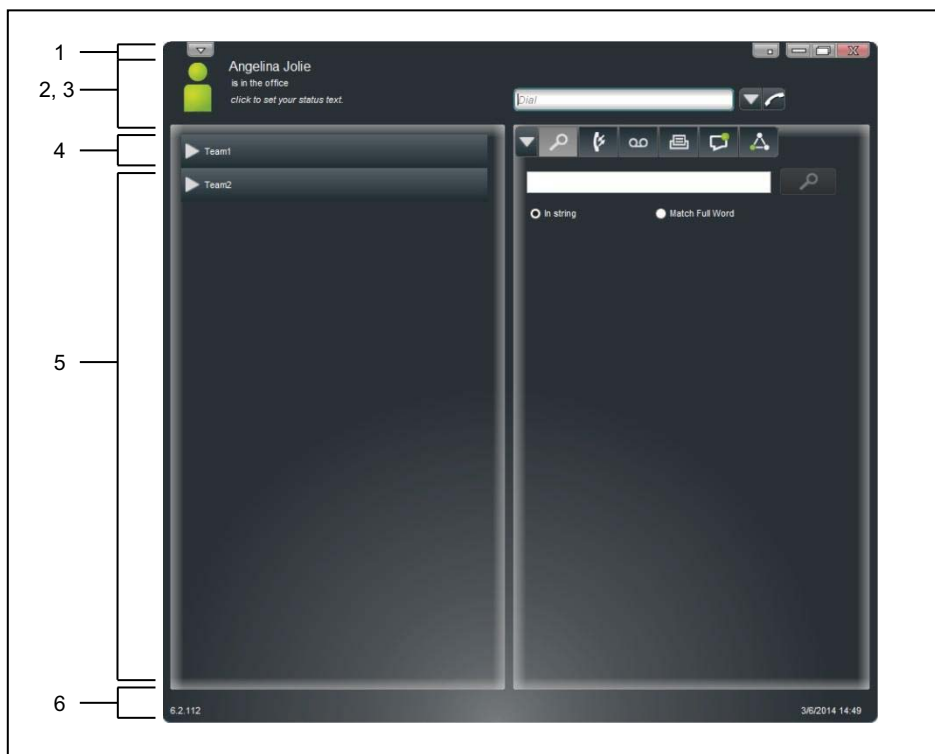 1
2, 3
Angelina Jolie
is in the office
click to set your status text.
Dial
4
Team1
Team2
In string
Match Full Word
5
6
6.2.112
3/6/2014 14:49